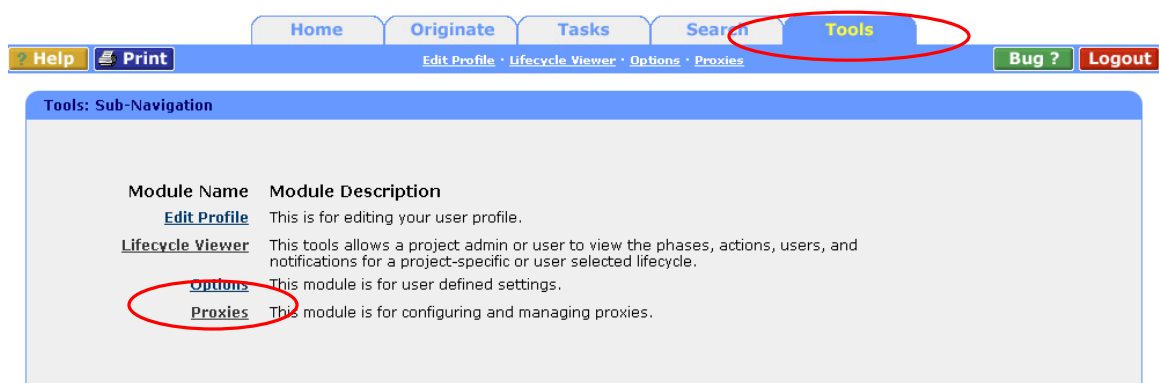 Home Originate Tasks Search Tools
? Help Print Edit Profile · Lifecycle Viewer · Options · Proxies Bug ? Logout
Tools: Sub-Navigation
Module Name Module Description
Edit Profile This is for editing your user profile.
Lifecycle Viewer This tools allows a project admin or user to view the phases, actions, users, and
notifications for a project-specific or user selected lifecycle.
Options This module is for user defined settings.
Proxies This module is for configuring and managing proxies.